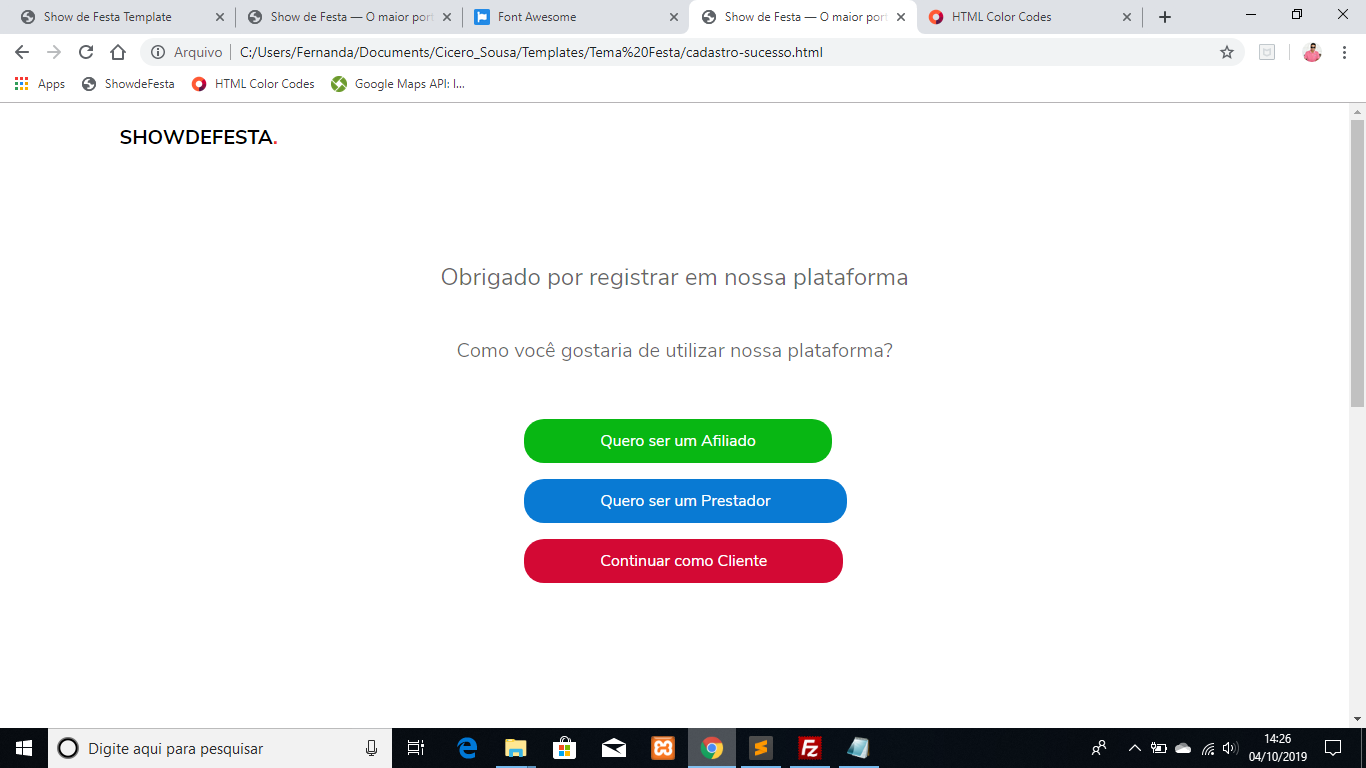 Show de Festa Template
Show de Festa — O maior port
Font Awesome
Show de Festa — O maior port
HTML Color Codes
Arquivo
C:/Users/Fernanda/Documents/Cicero_Sousa/Templates/Tema%20Festa/cadastro-sucesso.html
Apps
ShowdeFesta
HTML Color Codes
Google Maps API: I...
SHOWDEFESTA.
Obrigado por registrar em nossa plataforma
Como você gostaria de utilizar nossa plataforma?
Quero ser um Afiliado
Quero ser um Prestador
Continuar como Cliente
Digite aqui para pesquisar
14:26
04/10/2019